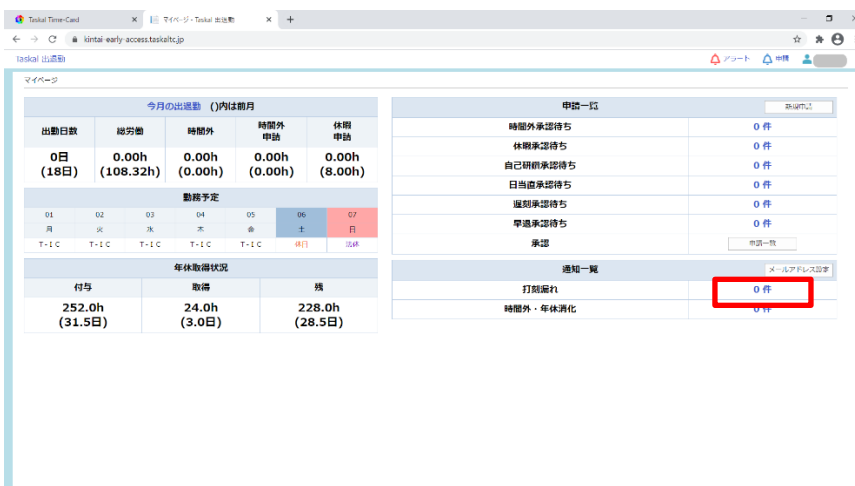 Taskal Time-Card
マイページ - Taskal 出退勤
kintai-early-access.taskaltc.jp
Taskal 出退勤
アラート 申請
マイページ
今月の出退勤 ()内は前月
出勤日数 総労働 時間外 時間外申請 休暇申請
0日 0.00h 0.00h 0.00h 0.00h
(18日) (108.32h) (0.00h) (0.00h) (8.00h)
勤務予定
01 02 03 04 05 06 07
月 火 水 木 金 土 日
T-IC T-IC T-IC T-IC T-IC 休日 法休
年休取得状況
付与 取得 残
252.0h 24.0h 228.0h
(31.5日) (3.0日) (28.5日)
申請一覧 新規申請
時間外承認待ち 0 件
休暇承認待ち 0 件
自己研鑽承認待ち 0 件
日当直承認待ち 0 件
遅刻承認待ち 0 件
早退承認待ち 0 件
承認 申請一覧
通知一覧 メールアドレス設定
打刻漏れ 0 件
時間外・年休消化 0 件